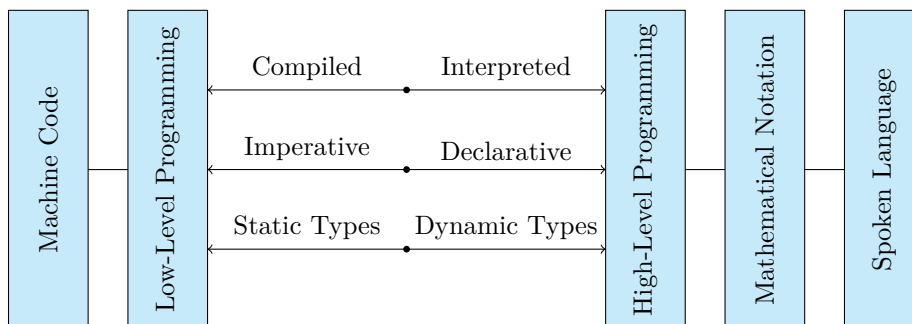 Machine Code
Low-Level Programming
Compiled
Interpreted
Imperative
Declarative
Static Types
Dynamic Types
High-Level Programming
Mathematical Notation
Spoken Language